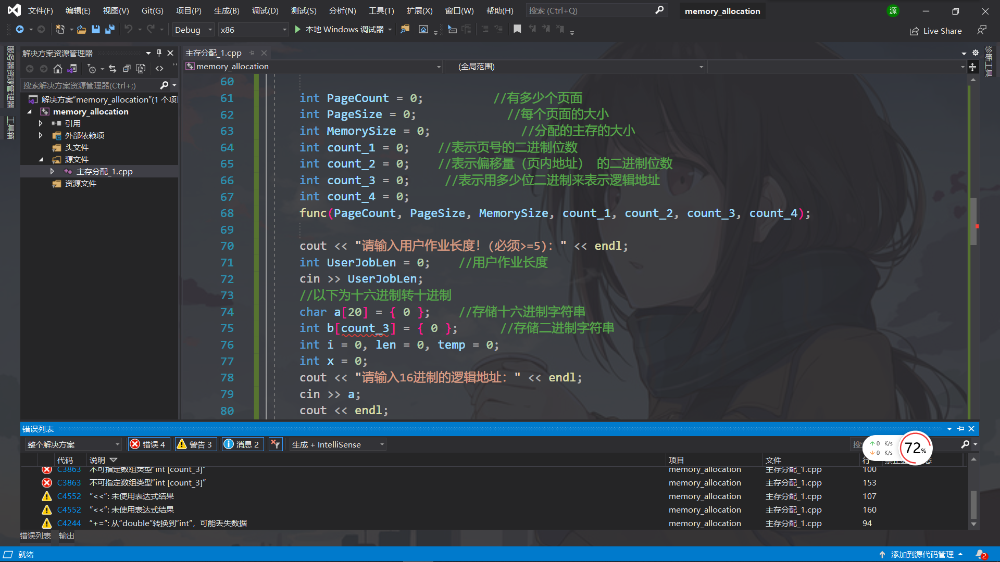 文件(F) 编辑(E) 视图(V) Git(G) 项目(P) 生成(B) 调试(D) 测试(S) 分析(N) 工具(T) 扩展(X) 窗口(W) 帮助(H) 搜索 (Ctrl+Q) memory_allocation 源
Debug x86 本地 Windows 调试器 Live Share
服务器资源管理器
工具箱
解决方案资源管理器
搜索解决方案资源管理器(Ctrl+;)
解决方案"memory_allocation"(1 个项
memory_allocation
引用
外部依赖项
头文件
源文件
主存分配_1.cpp
资源文件
主存分配_1.cpp
memory_allocation (全局范围)
诊断工具
60
61 int PageCount = 0; //有多少个页面
62 int PageSize = 0; //每个页面的大小
63 int MemorySize = 0; //分配的主存的大小
64 int count_1 = 0; //表示页号的二进制位数
65 int count_2 = 0; //表示偏移量（页内地址） 的二进制位数
66 int count_3 = 0; //表示用多少位二进制来表示逻辑地址
67 int count_4 = 0;
68 func(PageCount, PageSize, MemorySize, count_1, count_2, count_3, count_4);
69
70 cout << "请输入用户作业长度！(必须>=5)：" << endl;
71 int UserJobLen = 0; //用户作业长度
72 cin >> UserJobLen;
73 //以下为十六进制转十进制
74 char a[20] = { 0 }; //存储十六进制字符串
75 int b[count_3] = { 0 }; //存储二进制字符串
76 int i = 0, len = 0, temp = 0;
77 int x = 0;
78 cout << "请输入16进制的逻辑地址：" << endl;
79 cin >> a;
80 cout << endl;
错误列表
整个解决方案 错误 4 警告 3 消息 2 生成 + IntelliSense
↑ 0 K/s
↓ 0 K/s
72%
代码 说明 项目 文件 行
C3863 不可指定数组类型"int [count_3]" memory_allocation 主存分配_1.cpp 100
C3863 不可指定数组类型"int [count_3]" memory_allocation 主存分配_1.cpp 153
C4552 "<<": 未使用表达式结果 memory_allocation 主存分配_1.cpp 107
C4552 "<<": 未使用表达式结果 memory_allocation 主存分配_1.cpp 160
C4244 "+=": 从"double"转换到"int"，可能丢失数据 memory_allocation 主存分配_1.cpp 94
错误列表 输出
就绪 添加到源代码管理 2